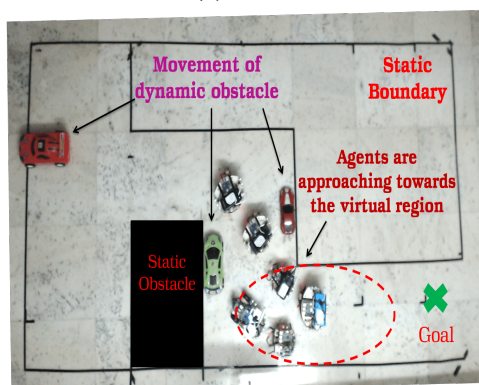 Movement of
dynamic obstacle
Static
Boundary
Agents are
approaching towards
the virtual region
Static
Obstacle
Goal